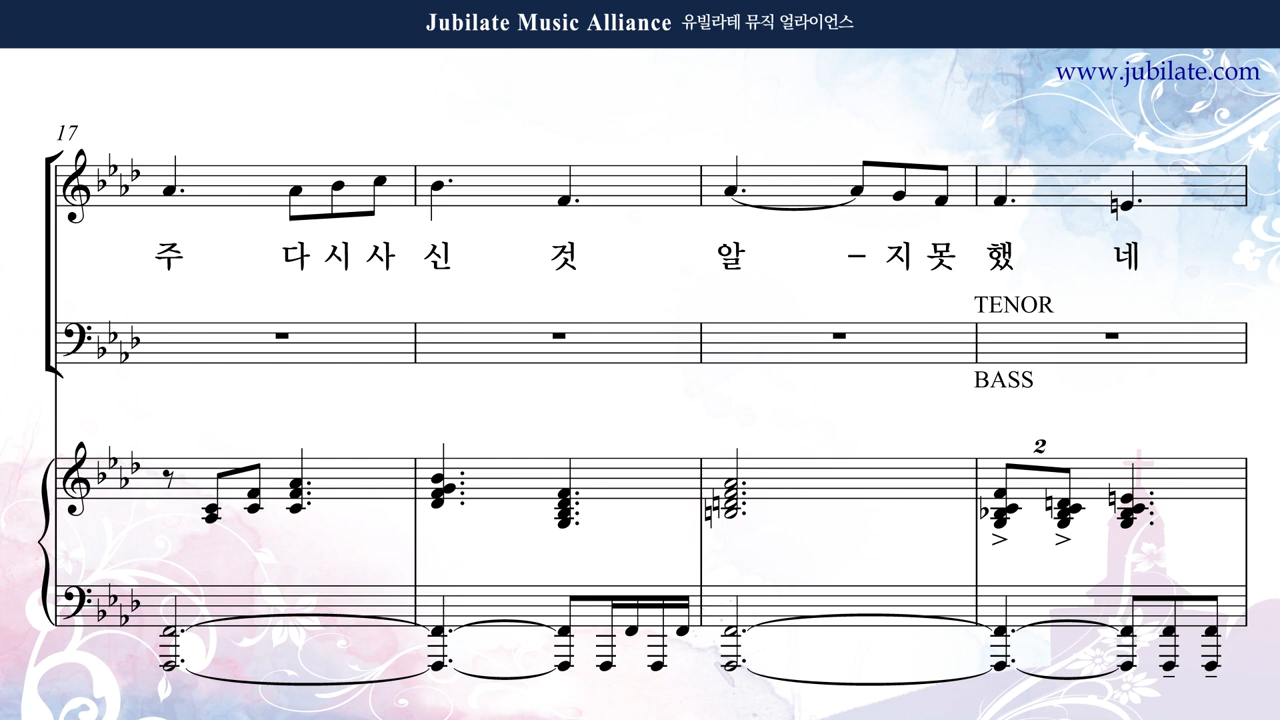 Jubilate Music Alliance 유빌라테 뮤직 얼라이언스
www.jubilate.com
17
주 다 시 사 신 것 알 - 지 못 했 네
TENOR
BASS
2